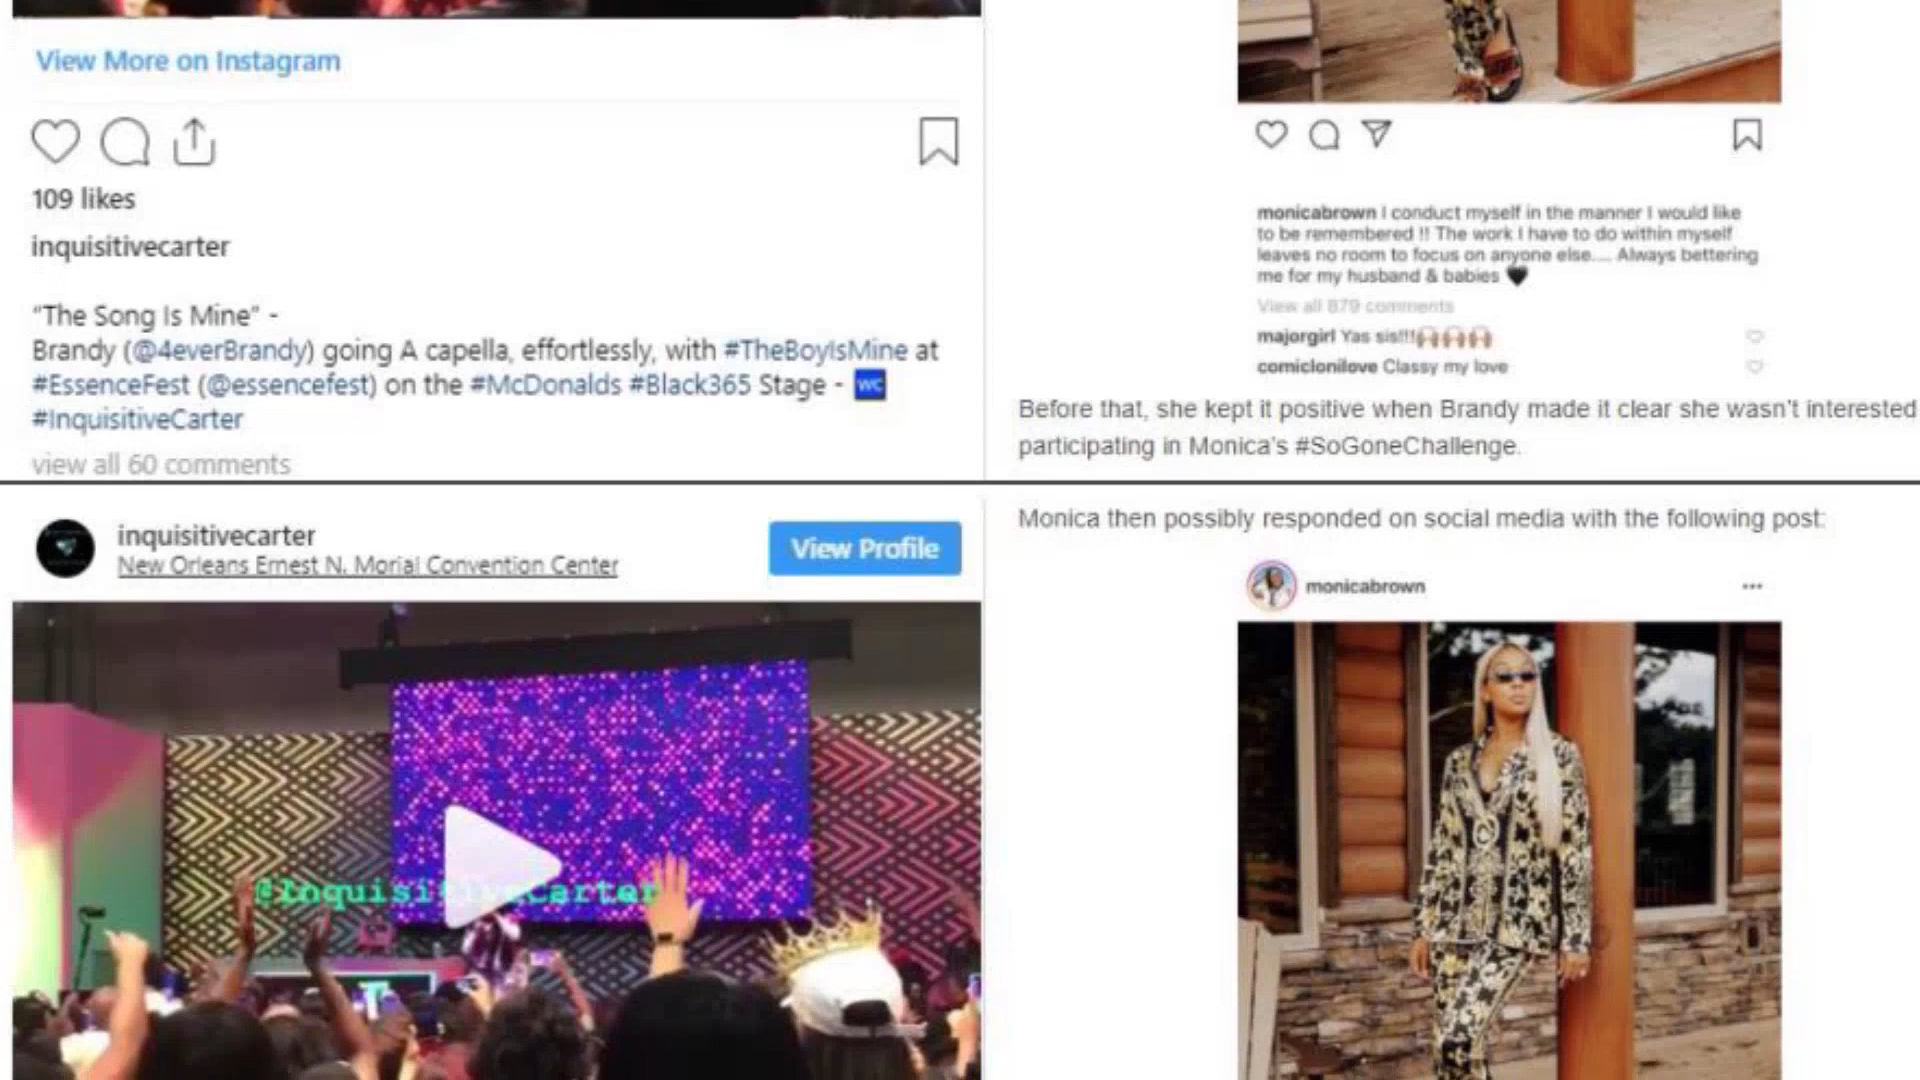 View More on Instagram
109 likes
inquisitivecarter
“The Song Is Mine” -
Brandy (@4everBrandy) going A capella, effortlessly, with #TheBoyIsMine at
#EssenceFest (@essencefest) on the #McDonalds #Black365 Stage - WC
#InquisitiveCarter
view all 60 comments
monicabrown I conduct myself in the manner I would like
to be remembered !! The work I have to do within myself
leaves no room to focus on anyone else.... Always bettering
me for my husband & babies 🖤
View all 879 comments
majorgirl Yas sis!!!
comiclonilove Classy my love
Before that, she kept it positive when Brandy made it clear she wasn't interested
participating in Monica's #SoGoneChallenge.
inquisitivecarter
New Orleans Ernest N. Morial Convention Center
View Profile
Monica then possibly responded on social media with the following post:
monicabrown